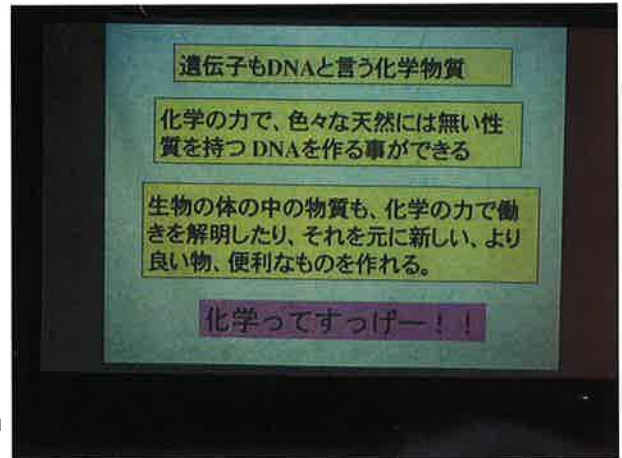 遺伝子もDNAと言う化学物質
化学の力で、色々な天然には無い性
質を持つ DNAを作る事ができる
生物の体の中の物質も、化学の力で働
きを解明したり、それを元に新しい、より
良い物、便利なものを作れる。
化学ってすっげー！！